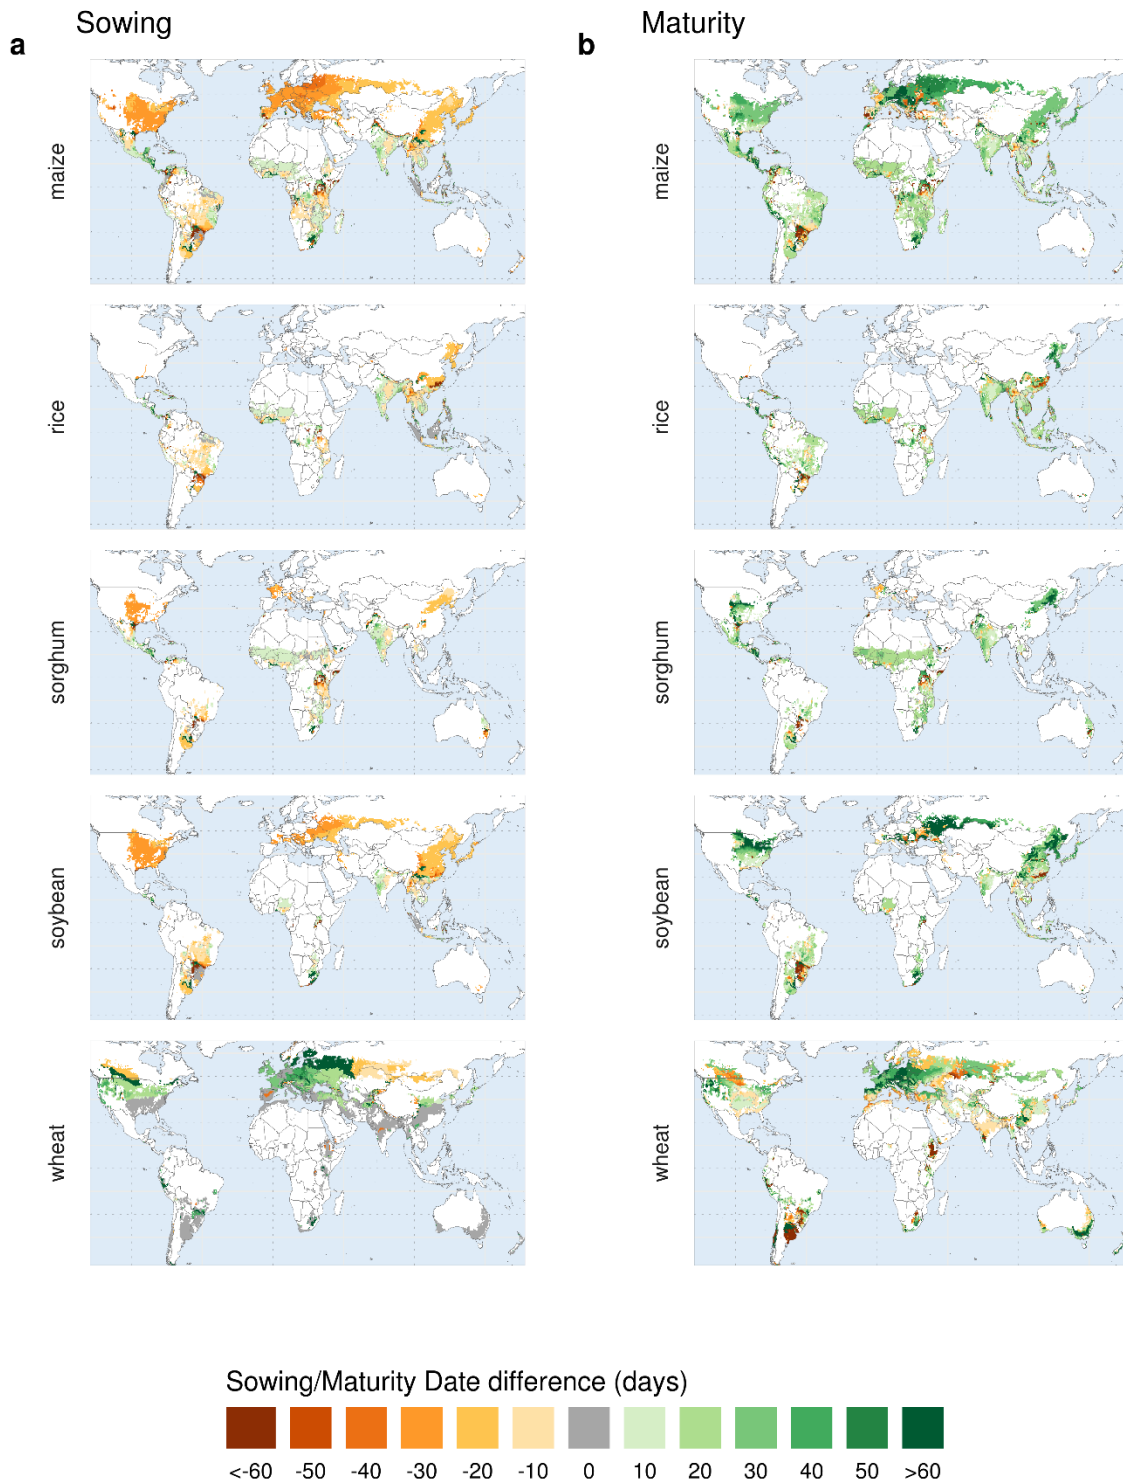 Sowing
Maturity
a
b
maize
maize
rice
rice
sorghum
sorghum
soybean
soybean
wheat
wheat
Sowing/Maturity Date difference (days)
<-60 -50 -40 -30 -20 -10 0 10 20 30 40 50 >60